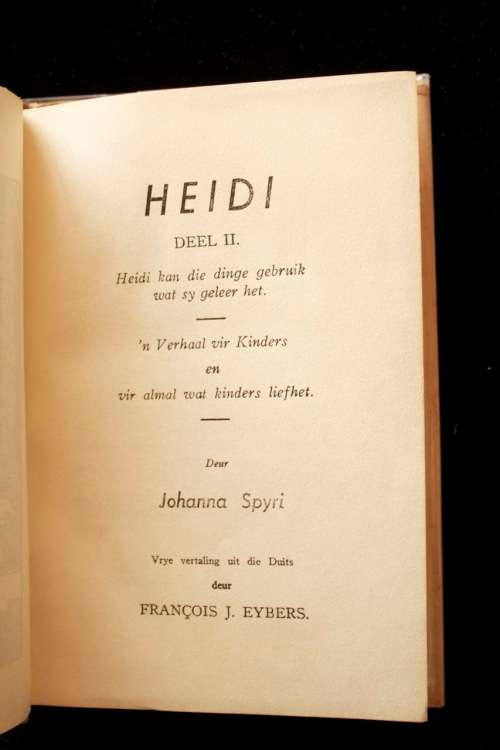 HEIDI
DEEL II.
Heidi kan die dinge gebruik
wat sy geleer het.
'n Verhaal vir Kinders
en
vir almal wat kinders liefhet.
Deur
Johanna Spyri
Vrye vertaling uit die Duits
deur
FRANÇOIS J. EYBERS.